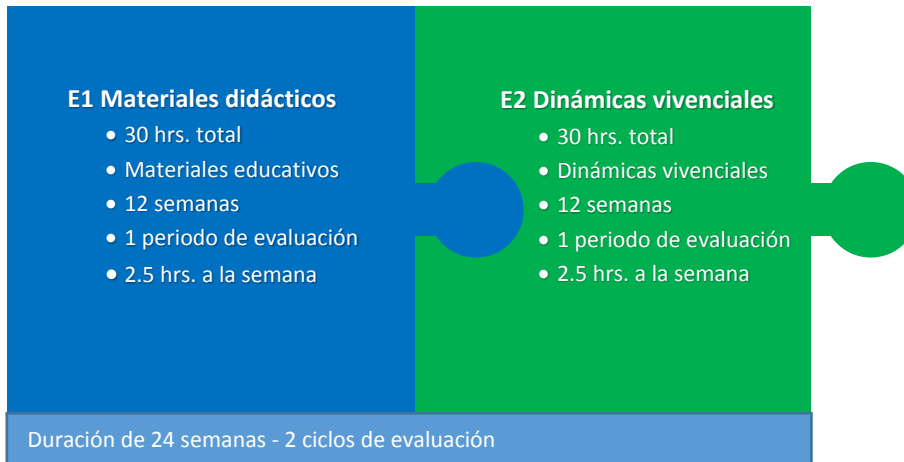 E1 Materiales didácticos
• 30 hrs. total
• Materiales educativos
• 12 semanas
• 1 periodo de evaluación
• 2.5 hrs. a la semana
E2 Dinámicas vivenciales
• 30 hrs. total
• Dinámicas vivenciales
• 12 semanas
• 1 periodo de evaluación
• 2.5 hrs. a la semana
Duración de 24 semanas - 2 ciclos de evaluación